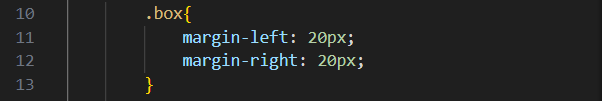 10 .box{
11 margin-left: 20px;
12 margin-right: 20px;
13 }